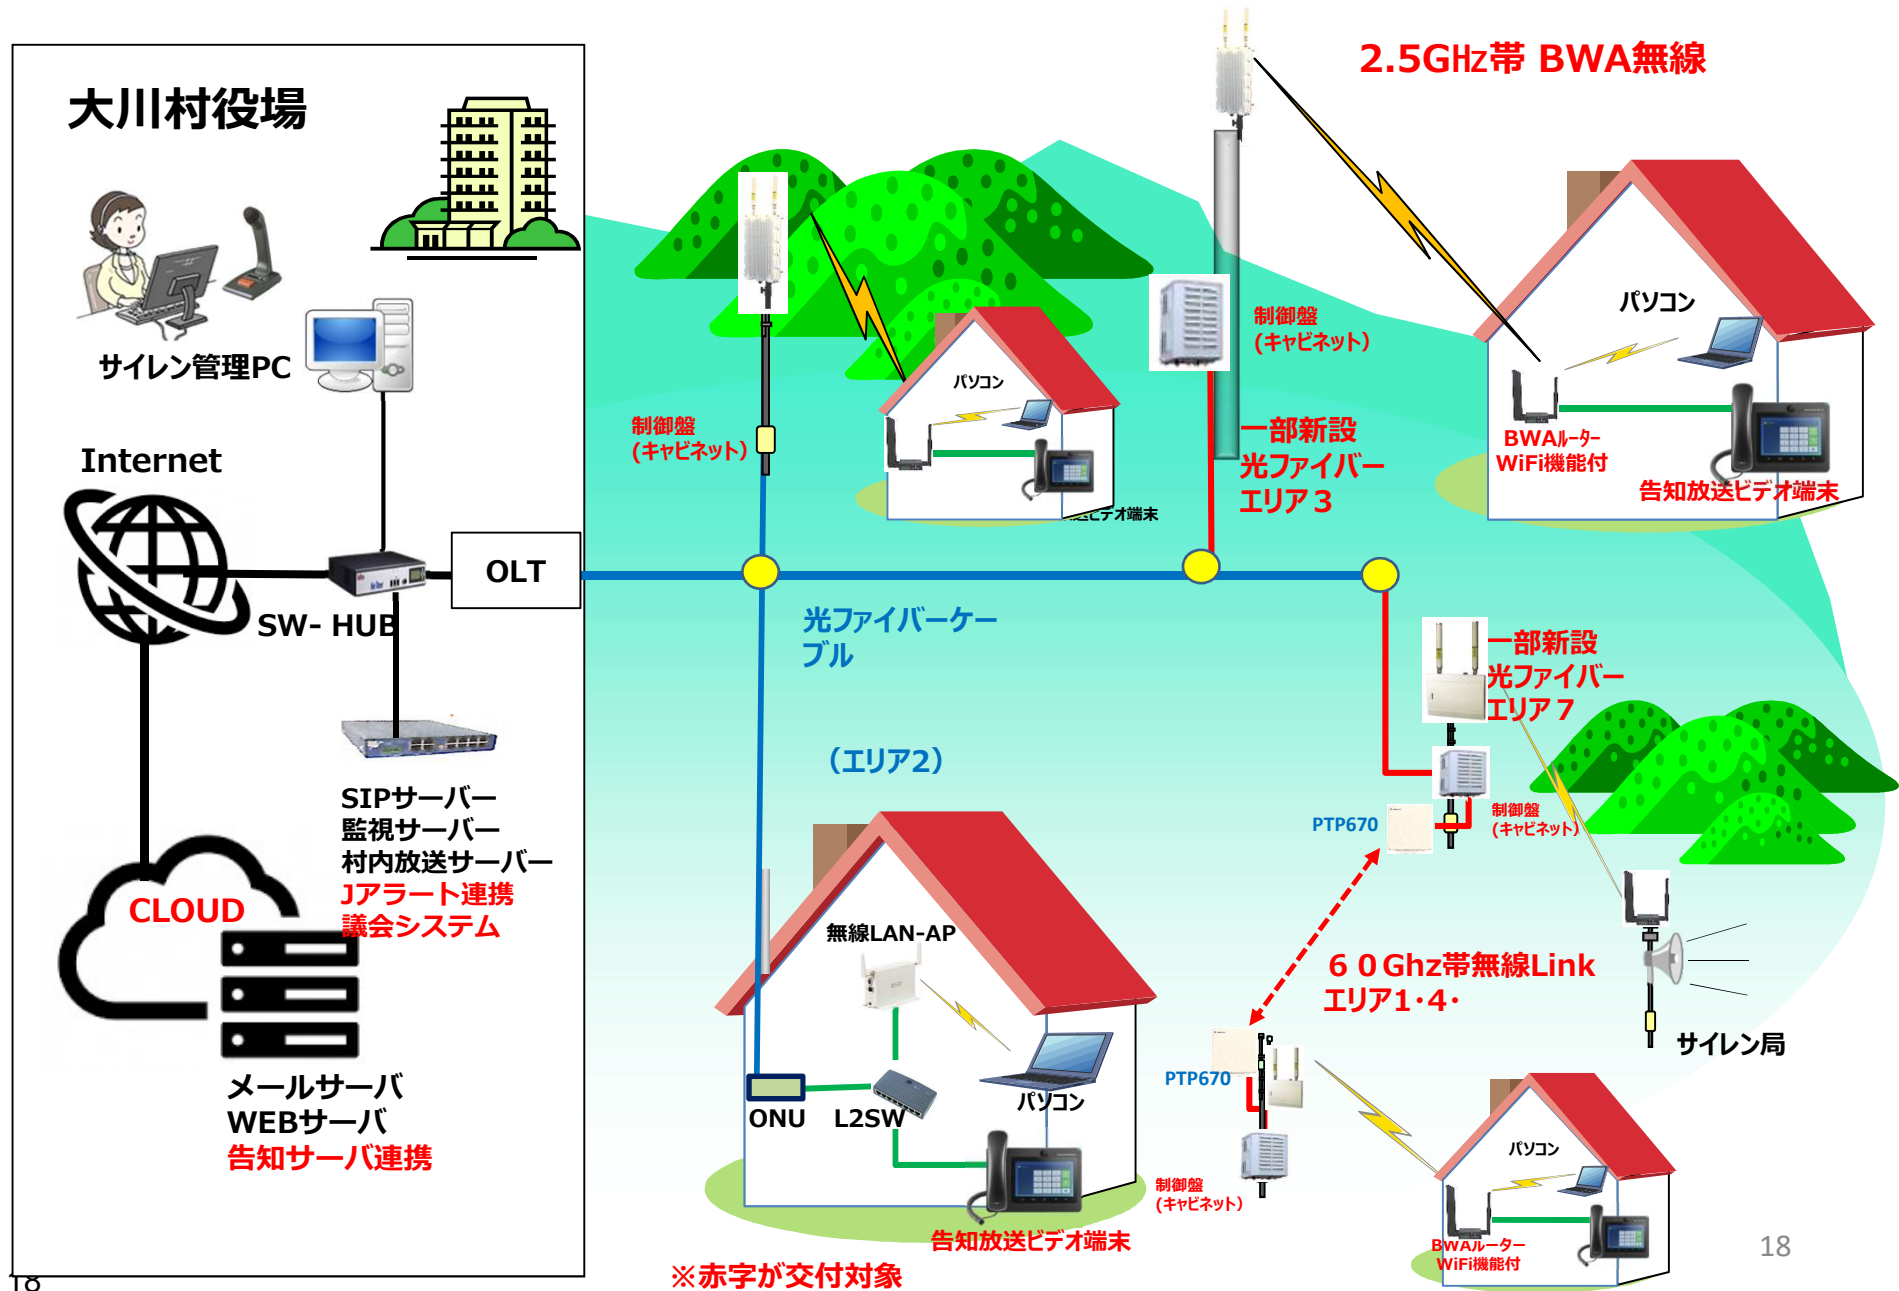 大川村役場
サイレン管理PC
Internet
SW- HUB
OLT
SIPサーバー
監視サーバー
村内放送サーバー
Jアラート連携
議会システム
CLOUD
メールサーバ
WEBサーバ
告知サーバ連携
2.5GHz帯 BWA無線
制御盤
(キャビネット)
パソコン
デオ端末
制御盤
(キャビネット)
一部新設
光ファイバー
エリア３
パソコン
BWAルーター
WiFi機能付
告知放送ビデオ端末
光ファイバーケー
ブル
（エリア2）
一部新設
光ファイバー
エリア７
PTP670
制御盤
(キャビネット)
６０Ghz帯無線Link
エリア1・4・
サイレン局
無線LAN-AP
ONU
L2SW
パソコン
告知放送ビデオ端末
PTP670
制御盤
(キャビネット)
パソコン
BWAルーター
WiFi機能付
※赤字が交付対象
18
18